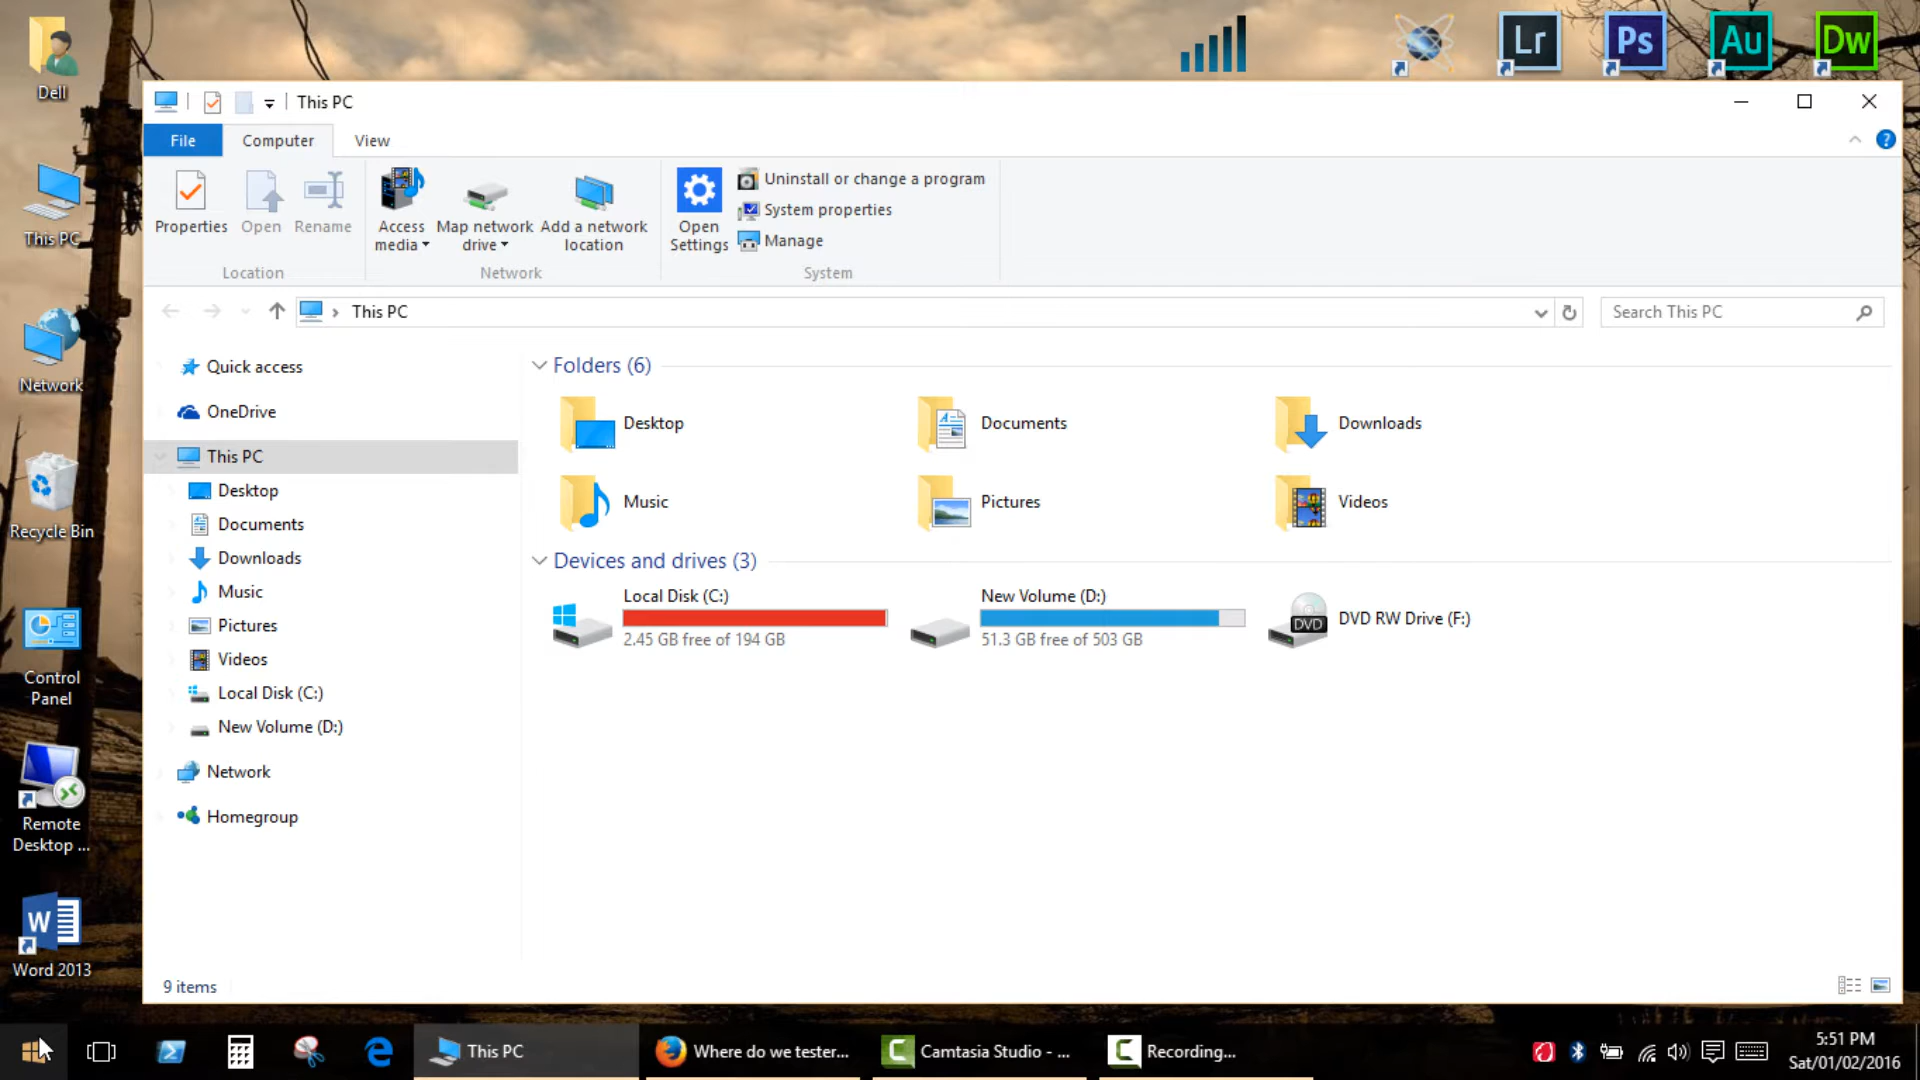 Dell
Lr
Ps
Au
Dw
This PC
File
Computer
View
Properties
Open
Rename
Access
media
Map network
drive
Add a network
location
Open
Settings
Uninstall or change a program
System properties
Manage
Location
Network
System
This PC
Search This PC
This PC
Network
Recycle Bin
Control
Panel
Remote
Desktop ...
W
Word 2013
Quick access
OneDrive
This PC
Desktop
Documents
Downloads
Music
Pictures
Videos
Local Disk (C:)
New Volume (D:)
Network
Homegroup
Folders (6)
Desktop
Documents
Downloads
Music
Pictures
Videos
Devices and drives (3)
Local Disk (C:)
2.45 GB free of 194 GB
New Volume (D:)
51.3 GB free of 503 GB
DVD
DVD RW Drive (F:)
9 items
This PC
Where do we tester...
Camtasia Studio - ...
Recording...
5:51 PM
Sat/01/02/2016